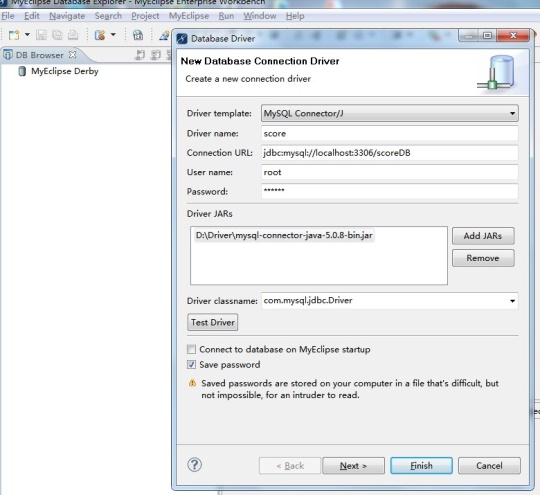 MyEclipse Database Explorer - MyEclipse Enterprise Workbench
File Edit Navigate Search Project MyEclipse Run Window Help
DB Browser
MyEclipse Derby
Database Driver
New Database Connection Driver
Create a new connection driver
Driver template: MySQL Connector/J
Driver name: score
Connection URL: jdbc:mysql://localhost:3306/scoreDB
User name: root
Password: ******
Driver JARs
D:\Driver\mysql-connector-java-5.0.8-bin.jar
Add JARs
Remove
Driver classname: com.mysql.jdbc.Driver
Test Driver
Connect to database on MyEclipse startup
Save password
Saved passwords are stored on your computer in a file that's difficult, but
not impossible, for an intruder to read.
< Back Next > Finish Cancel